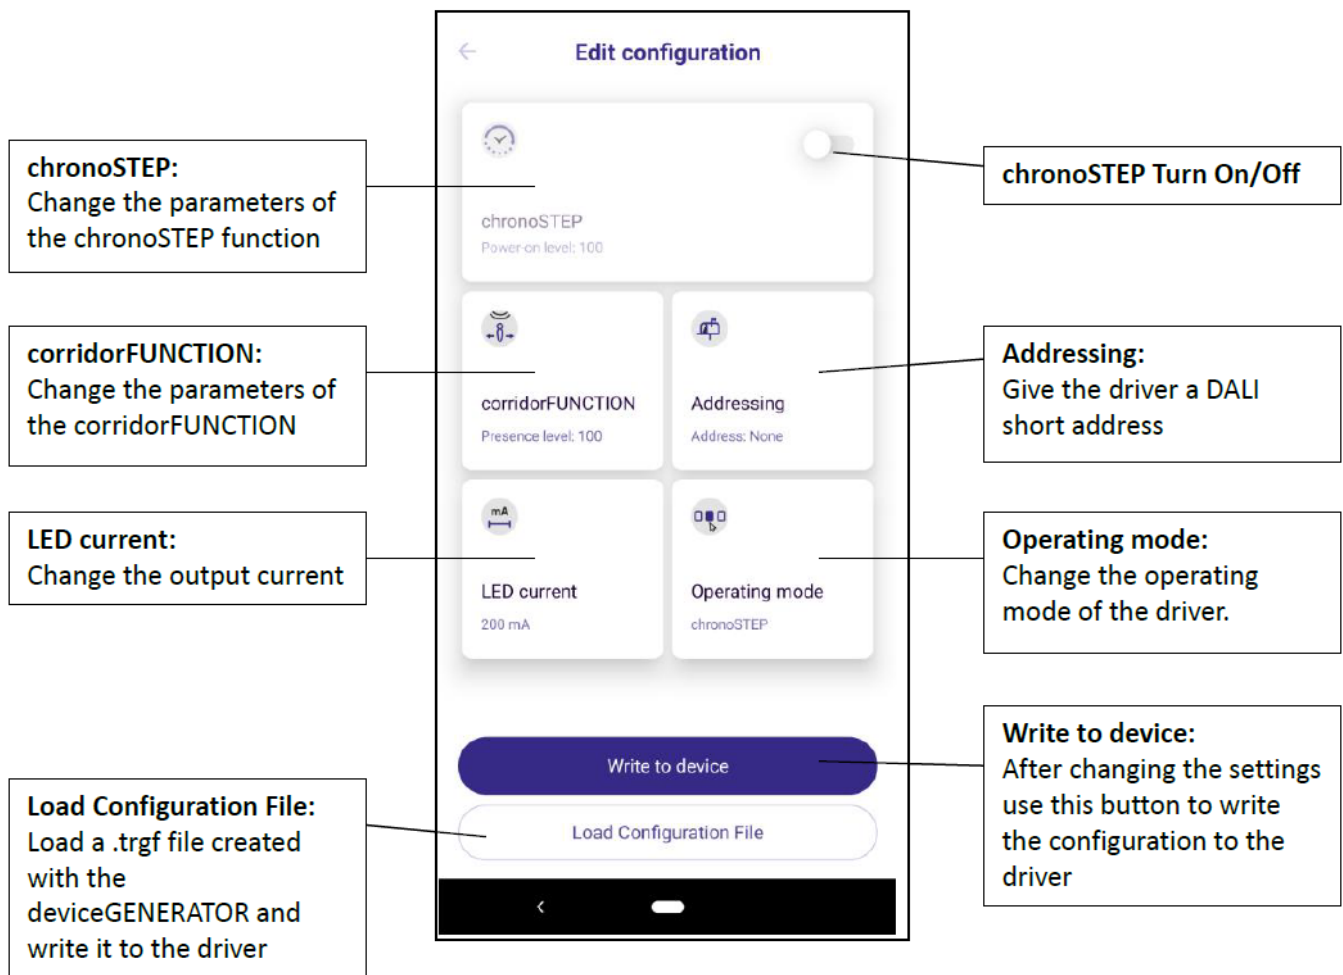 Edit configuration
chronoSTEP:
Change the parameters of
the chronoSTEP function
chronoSTEP
Power-on level: 100
chronoSTEP Turn On/Off
corridorFUNCTION:
Change the parameters of
the corridorFUNCTION
corridorFUNCTION
Presence level: 100
Addressing
Address: None
Addressing:
Give the driver a DALI
short address
LED current:
Change the output current
mA
LED current
200 mA
Operating mode
chronoSTEP
Operating mode:
Change the operating
mode of the driver.
Write to device
Write to device:
After changing the settings
use this button to write
the configuration to the
driver
Load Configuration File:
Load a .trgf file created
with the
deviceGENERATOR and
write it to the driver
Load Configuration File